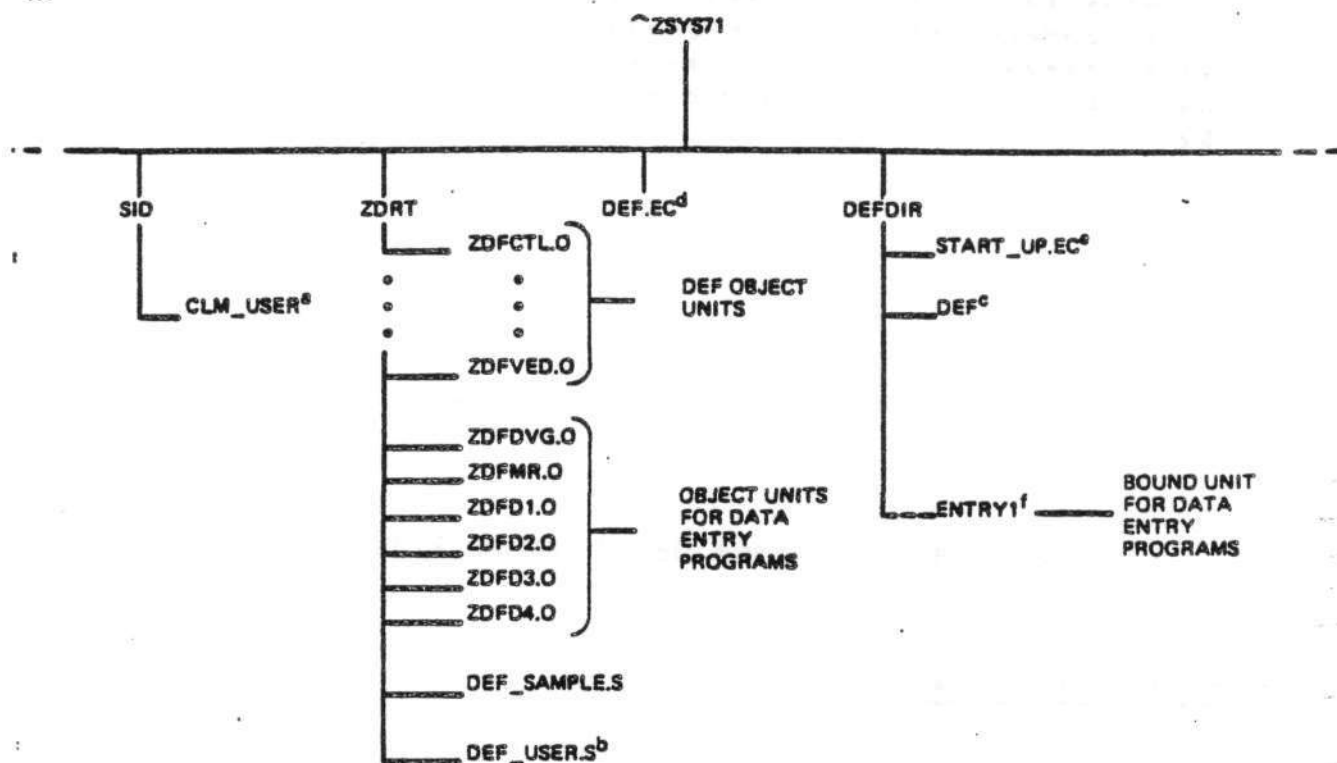 ^ZSYS71
SID
ZDRT
DEF.EC^d
DEFDIR
CLM_USER^a
ZDFCTL.O
ZDFVED.O
DEF OBJECT
UNITS
ZDFDVG.O
ZDFMR.O
ZDFD1.O
ZDFD2.O
ZDFD3.O
ZDFD4.O
OBJECT UNITS
FOR DATA
ENTRY
PROGRAMS
DEF_SAMPLE.S
DEF_USER.S^b
START_UP.EC^e
DEF^c
ENTRY1^f
BOUND UNIT
FOR DATA
ENTRY
PROGRAMS